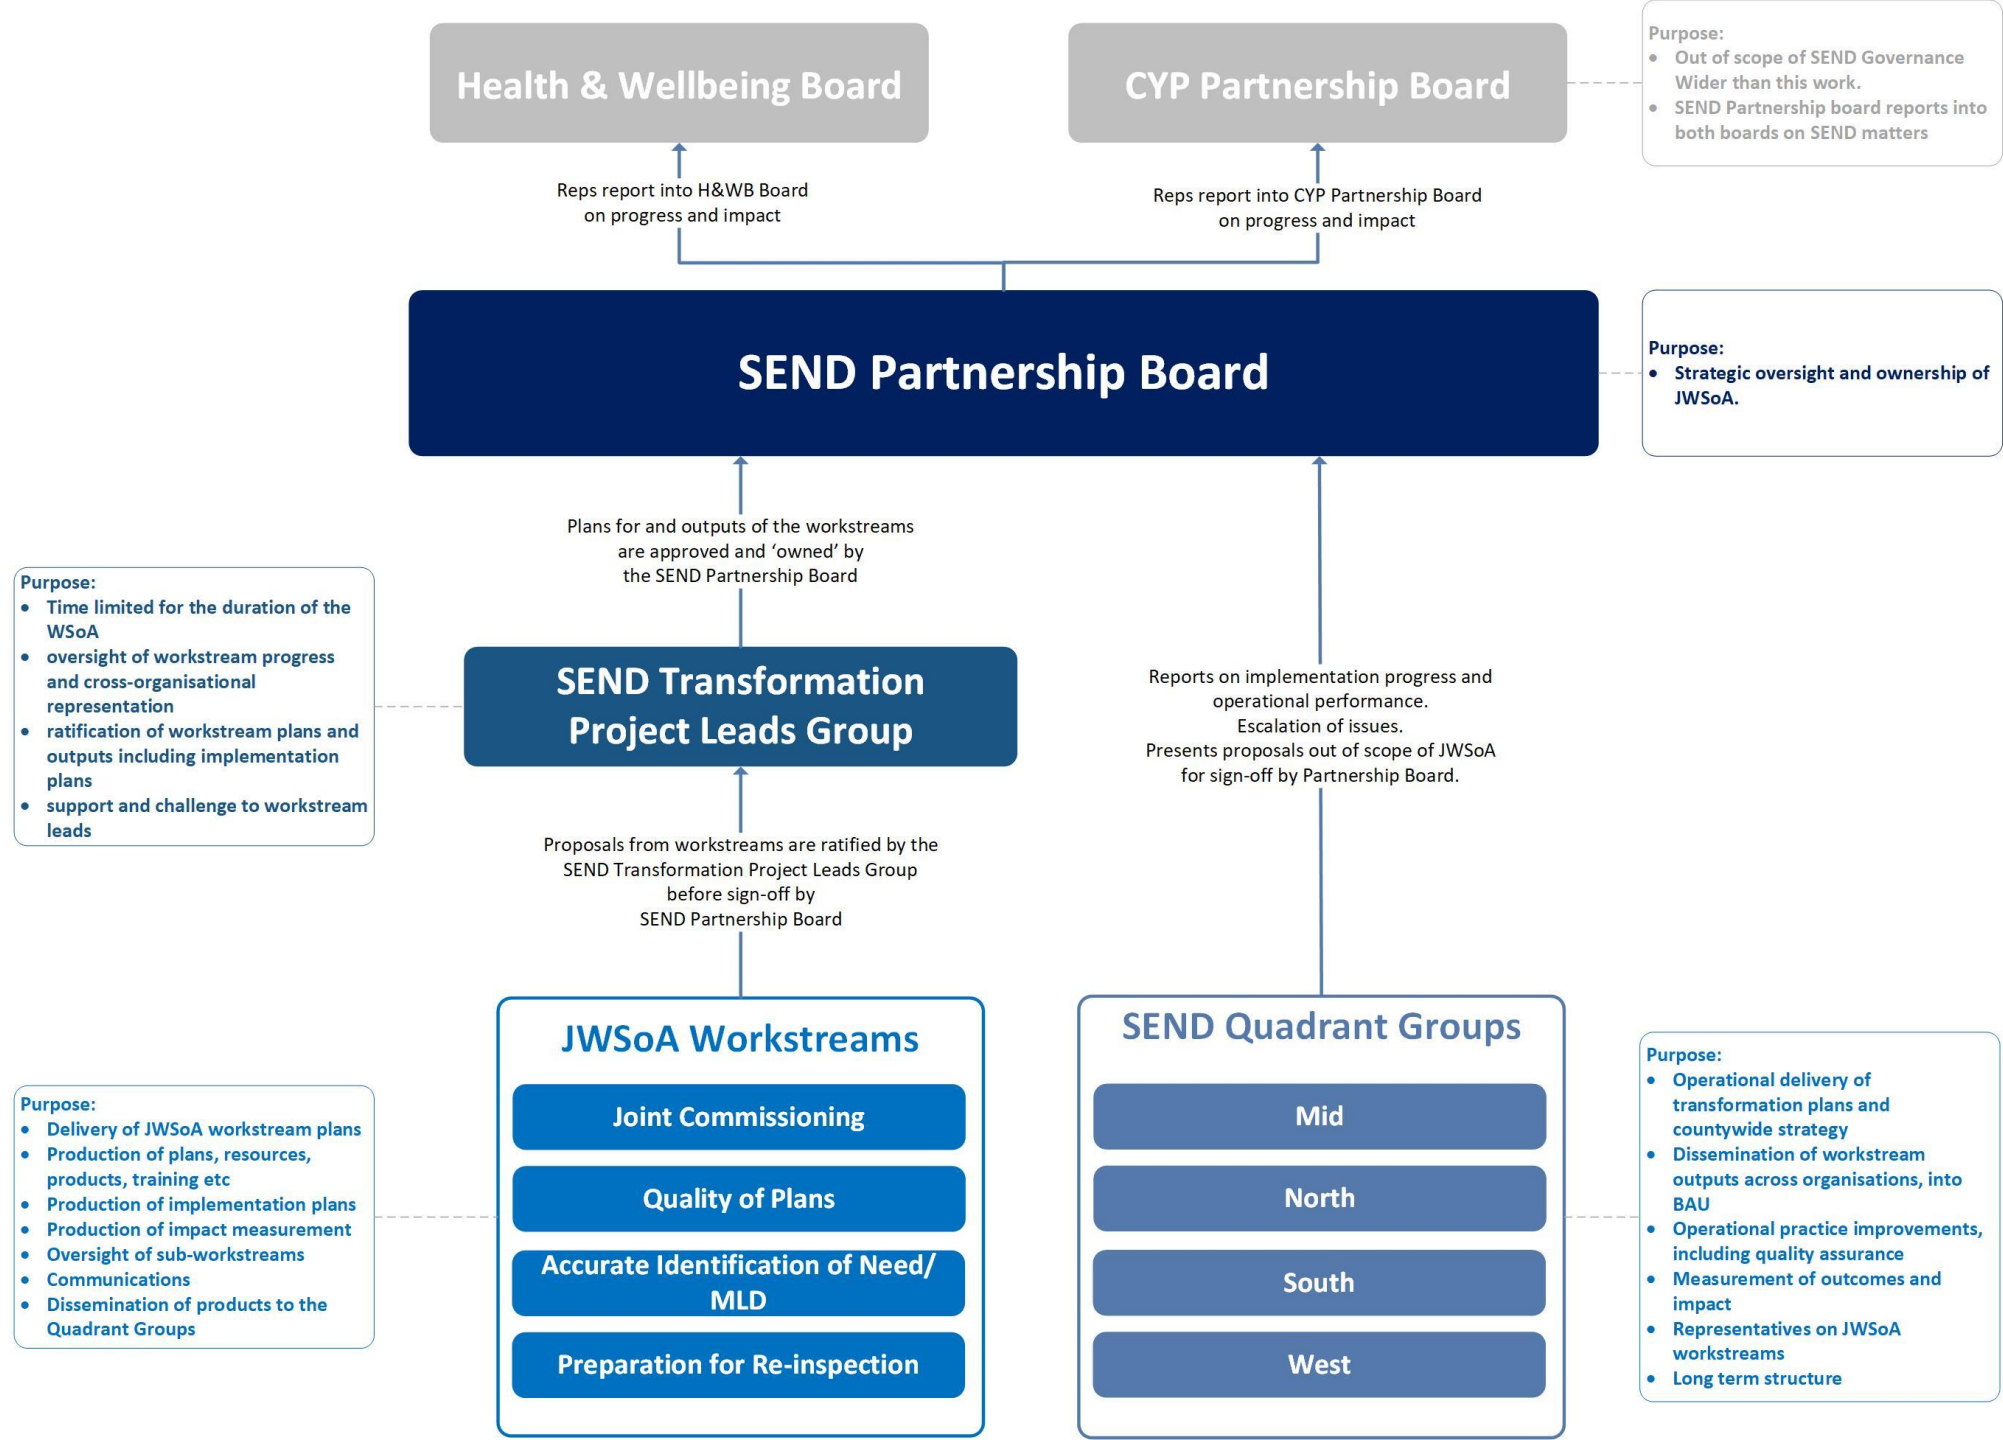 Health & Wellbeing Board
CYP Partnership Board
Purpose:
• Out of scope of SEND Governance
Wider than this work.
• SEND Partnership board reports into
both boards on SEND matters
Reps report into H&WB Board
on progress and impact
Reps report into CYP Partnership Board
on progress and impact
SEND Partnership Board
Purpose:
• Strategic oversight and ownership of
JWSoA.
Plans for and outputs of the workstreams
are approved and ‘owned’ by
the SEND Partnership Board
Purpose:
• Time limited for the duration of the
WSoA
• oversight of workstream progress
and cross-organisational
representation
• ratification of workstream plans and
outputs including implementation
plans
• support and challenge to workstream
leads
SEND Transformation
Project Leads Group
Reports on implementation progress and
operational performance.
Escalation of issues.
Presents proposals out of scope of JWSoA
for sign-off by Partnership Board.
Proposals from workstreams are ratified by the
SEND Transformation Project Leads Group
before sign-off by
SEND Partnership Board
Purpose:
• Delivery of JWSoA workstream plans
• Production of plans, resources,
products, training etc
• Production of implementation plans
• Production of impact measurement
• Oversight of sub-workstreams
• Communications
• Dissemination of products to the
Quadrant Groups
JWSoA Workstreams
Joint Commissioning
Quality of Plans
Accurate Identification of Need/
MLD
Preparation for Re-inspection
SEND Quadrant Groups
Mid
North
South
West
Purpose:
• Operational delivery of
transformation plans and
countywide strategy
• Dissemination of workstream
outputs across organisations, into
BAU
• Operational practice improvements,
including quality assurance
• Measurement of outcomes and
impact
• Representatives on JWSoA
workstreams
• Long term structure